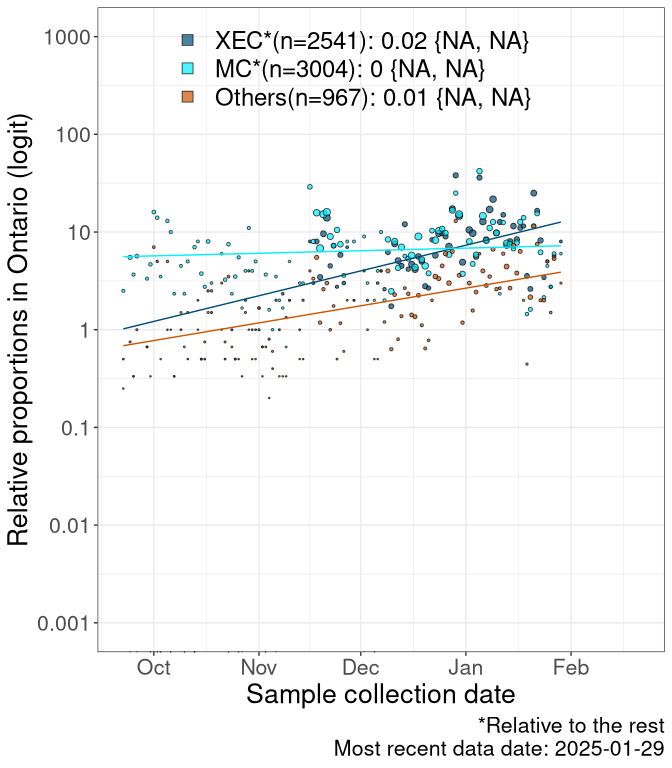 XEC*(n=2541): 0.02 {NA, NA}
MC*(n=3004): 0 {NA, NA}
Others(n=967): 0.01 {NA, NA}
Relative proportions in Ontario (logit)
1000
100
10
1
0.1
0.01
0.001
Oct Nov Dec Jan Feb
Sample collection date
*Relative to the rest
Most recent data date: 2025-01-29